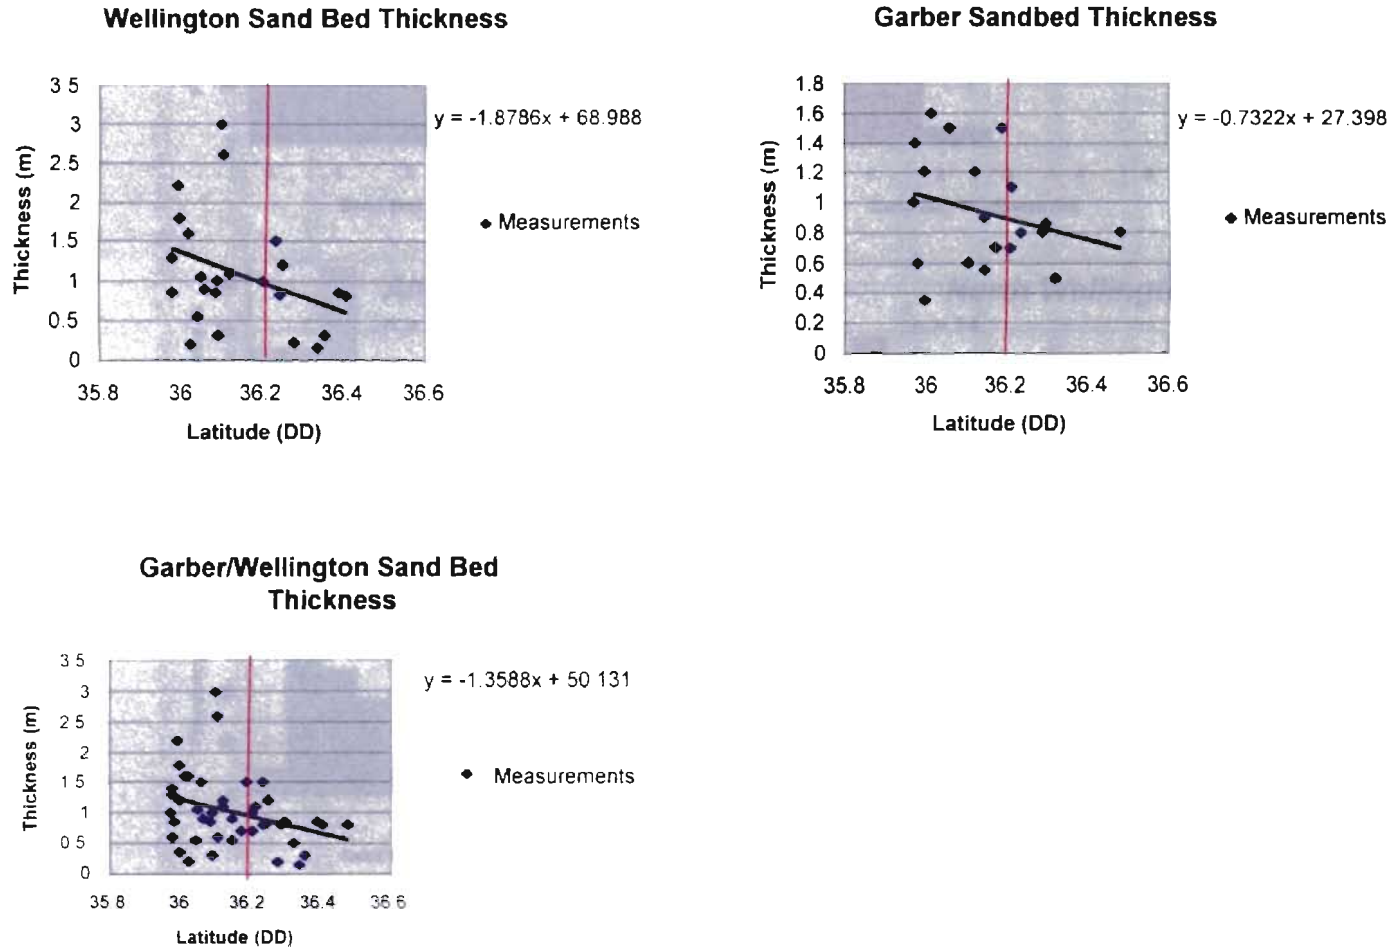 Wellington Sand Bed Thickness
3 5
3
2.5
2
1.5
1
0.5
0
Thickness (m)
35.8 36 36.2 36.4 36.6
Latitude (DD)
y = -1.8786x + 68.988
Measurements
Garber Sandbed Thickness
1.8
1.6
1.4
1.2
1
0.8
0.6
0.4
0.2
0
Thickness (m)
35.8 36 36.2 36.4 36.6
Latitude (DD)
y = -0.7322x + 27.398
Measurements
Garber/Wellington Sand Bed
Thickness
3 5
3
2 5
2
1 5
1
0 5
0
Thickness (m)
35 8 36 36.2 36.4 36 6
Latitude (DD)
y = -1.3588x + 50 131
Measurements